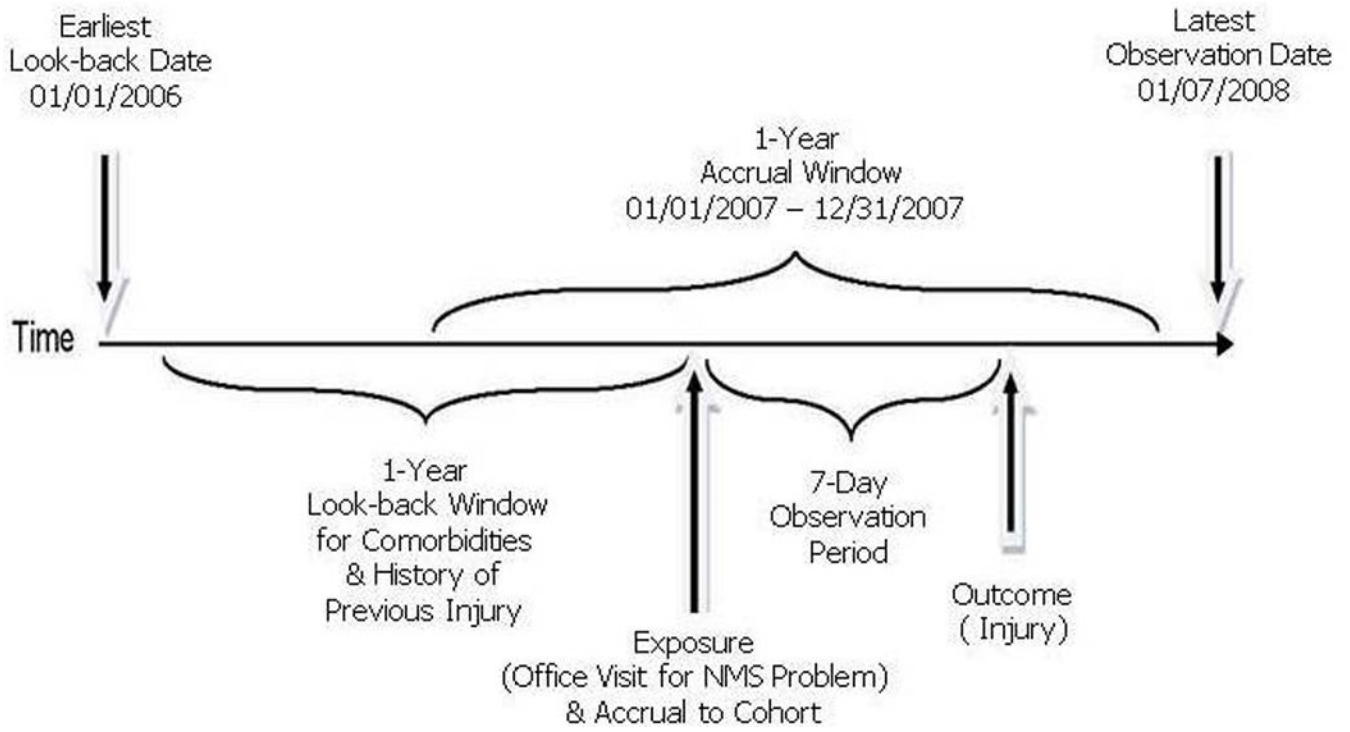 Earliest
Look-back Date
01/01/2006
Latest
Observation Date
01/07/2008
1-Year
Accrual Window
01/01/2007 – 12/31/2007
Time
1-Year
Look-back Window
for Comorbidities
& History of
Previous Injury
7-Day
Observation
Period
Outcome
( Injury)
Exposure
(Office Visit for NMS Problem)
& Accrual to Cohort